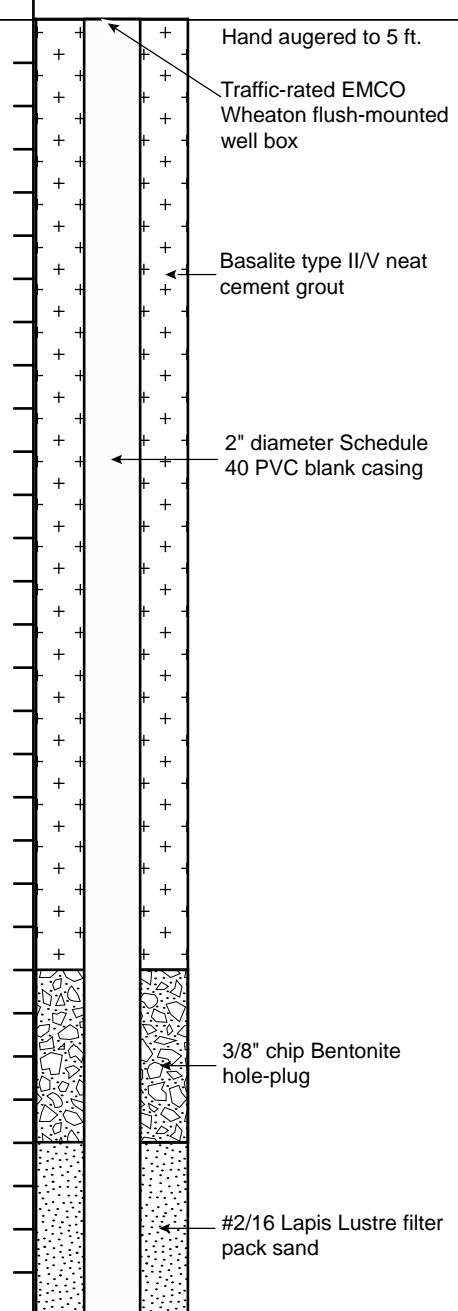 Hand augered to 5 ft.
Traffic-rated EMCO
Wheaton flush-mounted
well box
Basalite type II/V neat
cement grout
2" diameter Schedule
40 PVC blank casing
3/8" chip Bentonite
hole-plug
#2/16 Lapis Lustre filter
pack sand